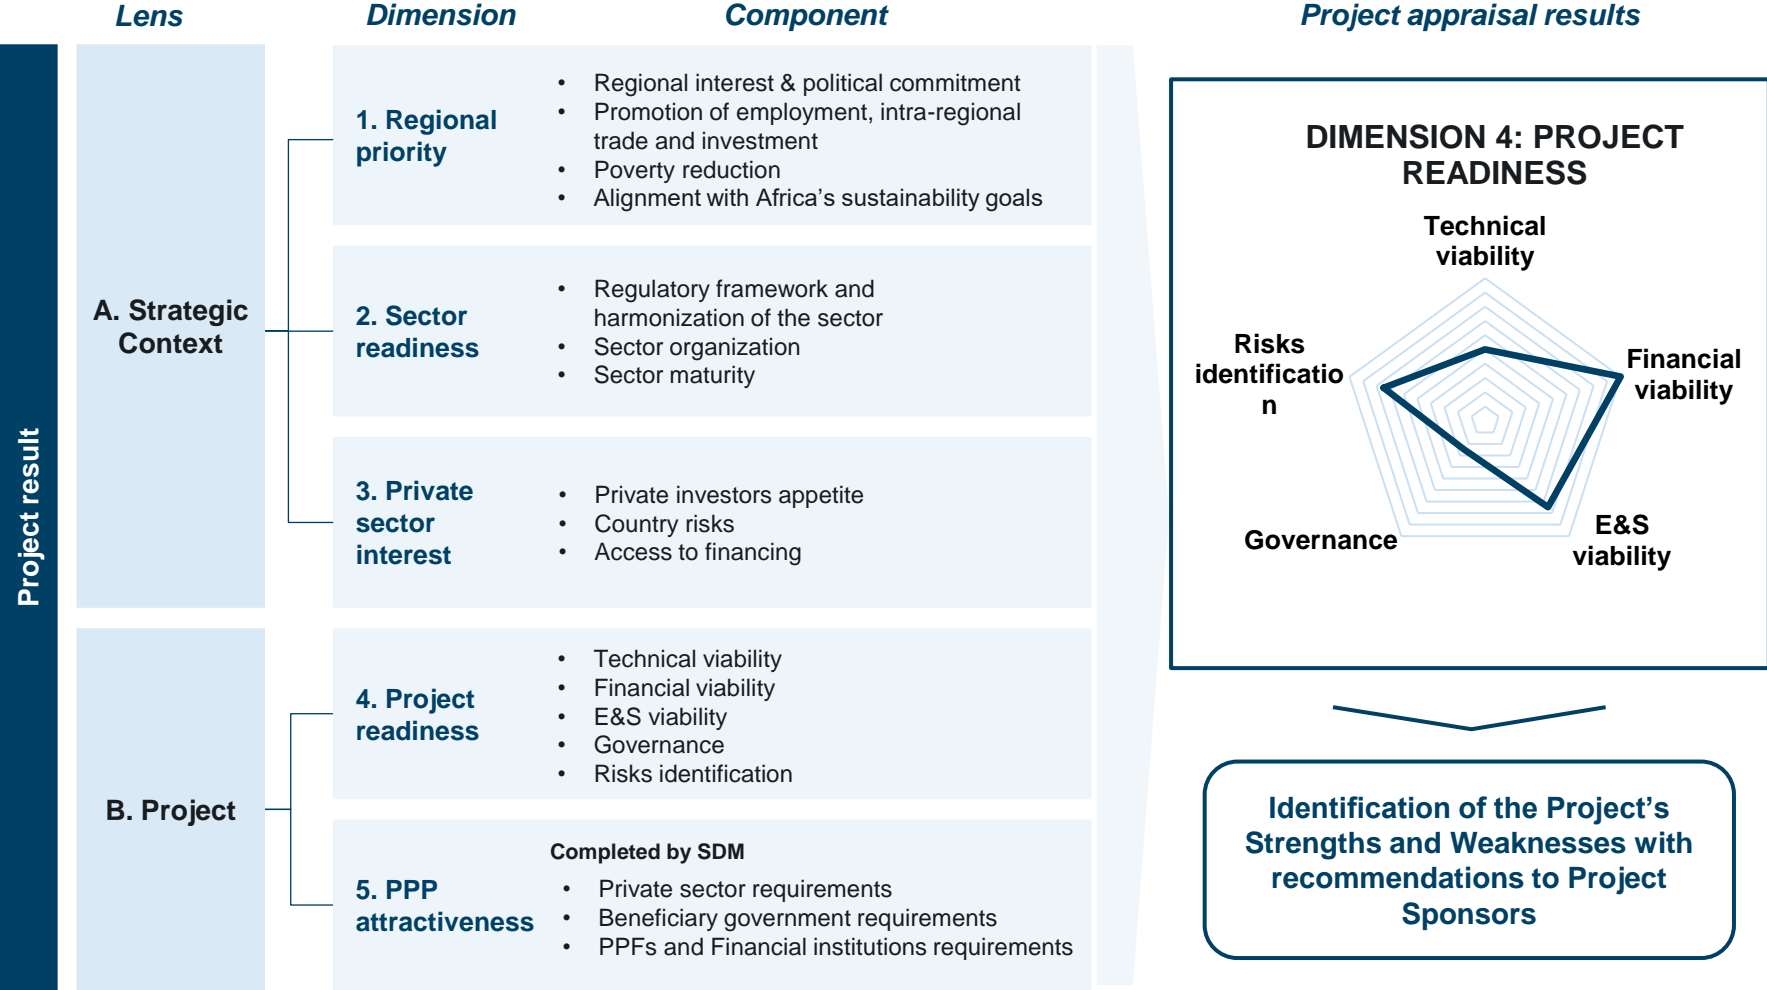 Lens
Dimension
Component
Project appraisal results
Project result
A. Strategic
Context
1. Regional
priority
• Regional interest & political commitment
• Promotion of employment, intra-regional
trade and investment
• Poverty reduction
• Alignment with Africa’s sustainability goals
2. Sector
readiness
• Regulatory framework and
harmonization of the sector
• Sector organization
• Sector maturity
3. Private
sector
interest
• Private investors appetite
• Country risks
• Access to financing
B. Project
4. Project
readiness
• Technical viability
• Financial viability
• E&S viability
• Governance
• Risks identification
5. PPP
attractiveness
Completed by SDM
• Private sector requirements
• Beneficiary government requirements
• PPFs and Financial institutions requirements
DIMENSION 4: PROJECT
READINESS
Technical
viability
Financial
viability
E&S
viability
Governance
Risks
identificatio
n
Identification of the Project’s
Strengths and Weaknesses with
recommendations to Project
Sponsors